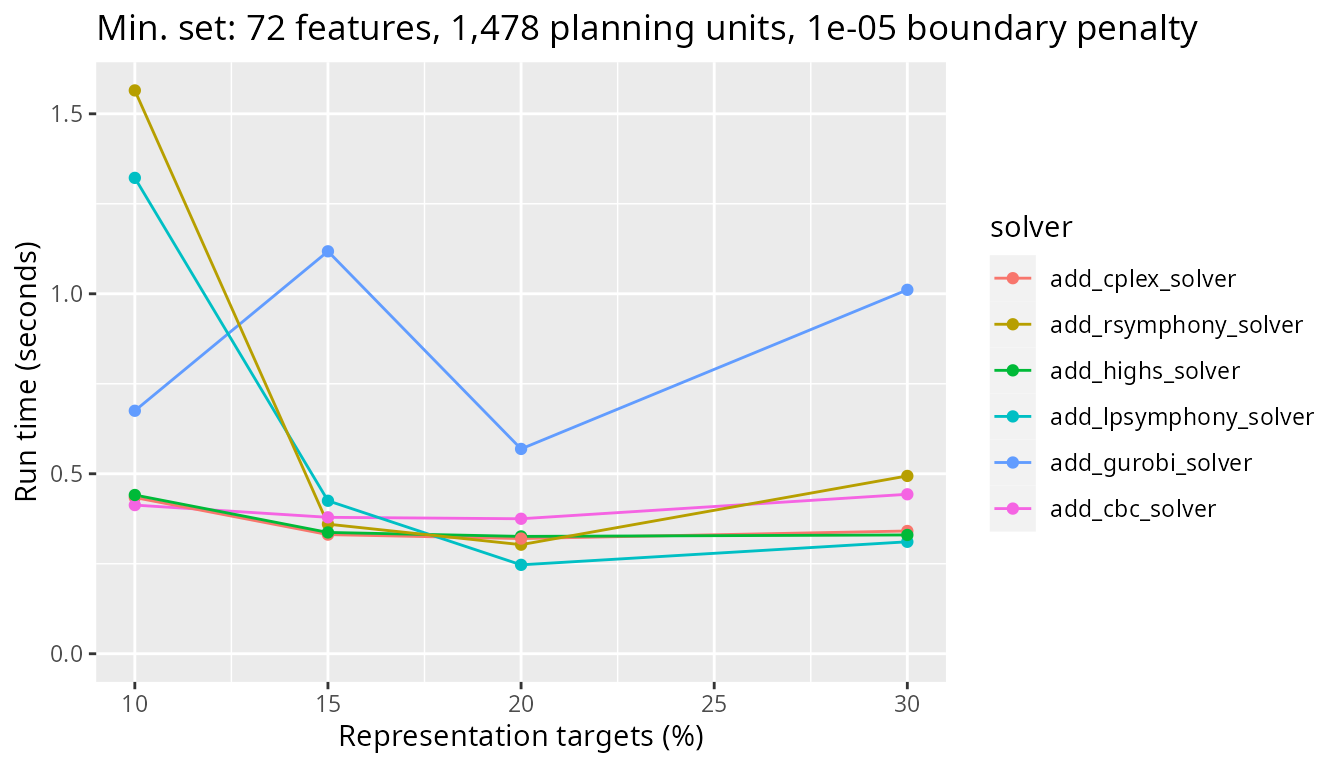 Min. set: 72 features, 1,478 planning units, 1e-05 boundary penalty
Run time (seconds)
1.5
1.0
0.5
0.0
10 15 20 25 30
Representation targets (%)
solver
add_cplex_solver
add_rsymphony_solver
add_highs_solver
add_lpsymphony_solver
add_gurobi_solver
add_cbc_solver